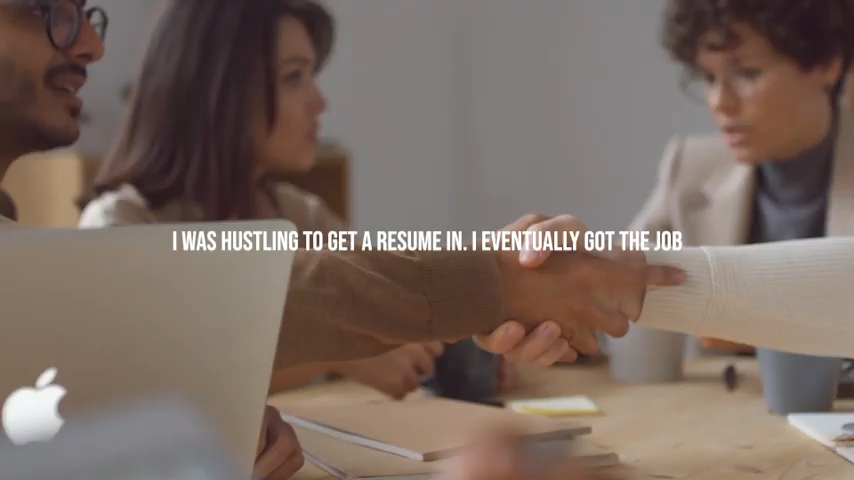 I WAS HUSTLING TO GET A RESUME IN. I EVENTUALLY GOT THE JOB